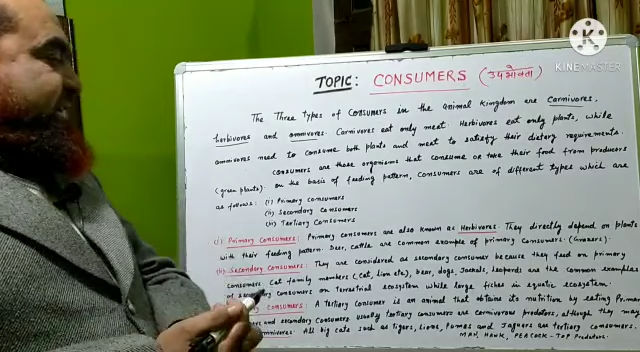 KINEMASTER
TOPIC: CONSUMERS (उपभोक्ता)
The Three types of Consumers in the animal Kingdom are Carnivores,
herbivores and omnivores. Carnivores eat only meat. Herbivores eat only plants, while
omnivores need to consume both plants and meat to satisfy their dietary requirements.
Consumers are those organisms that consume or take their food from producers
(green plants). On the basis of feeding pattern, Consumers are of different types which are
as follows: (i) Primary Consumers
(ii) Secondary Consumers
(iii) Tertiary Consumers
(i) Primary Consumers: Primary Consumers are also known as Herbivores. They directly depend on plants
with their feeding pattern. Deer, cattle are common example of primary consumers. (Grazers)
(ii) Secondary Consumers: They are considered as secondary consumer because they feed on primary
consumers. Cat family members (Cat, lion etc), bear, dogs, Jackals, leopards are the common examples
of consumers on terrestrial ecosystem while large fishes in equatic ecosystem.
Consumers: A tertiary Consumer is an animal that obtains its nutrition by eating Primary
and secondary Consumers usually tertiary consumers are carnivorous predators, although they may
omnivores. All big cats such as tigers, Lions, Pumas and Jaguars are tertiary consumers.
MAN, HAWK, PEACOCK - Top Predators